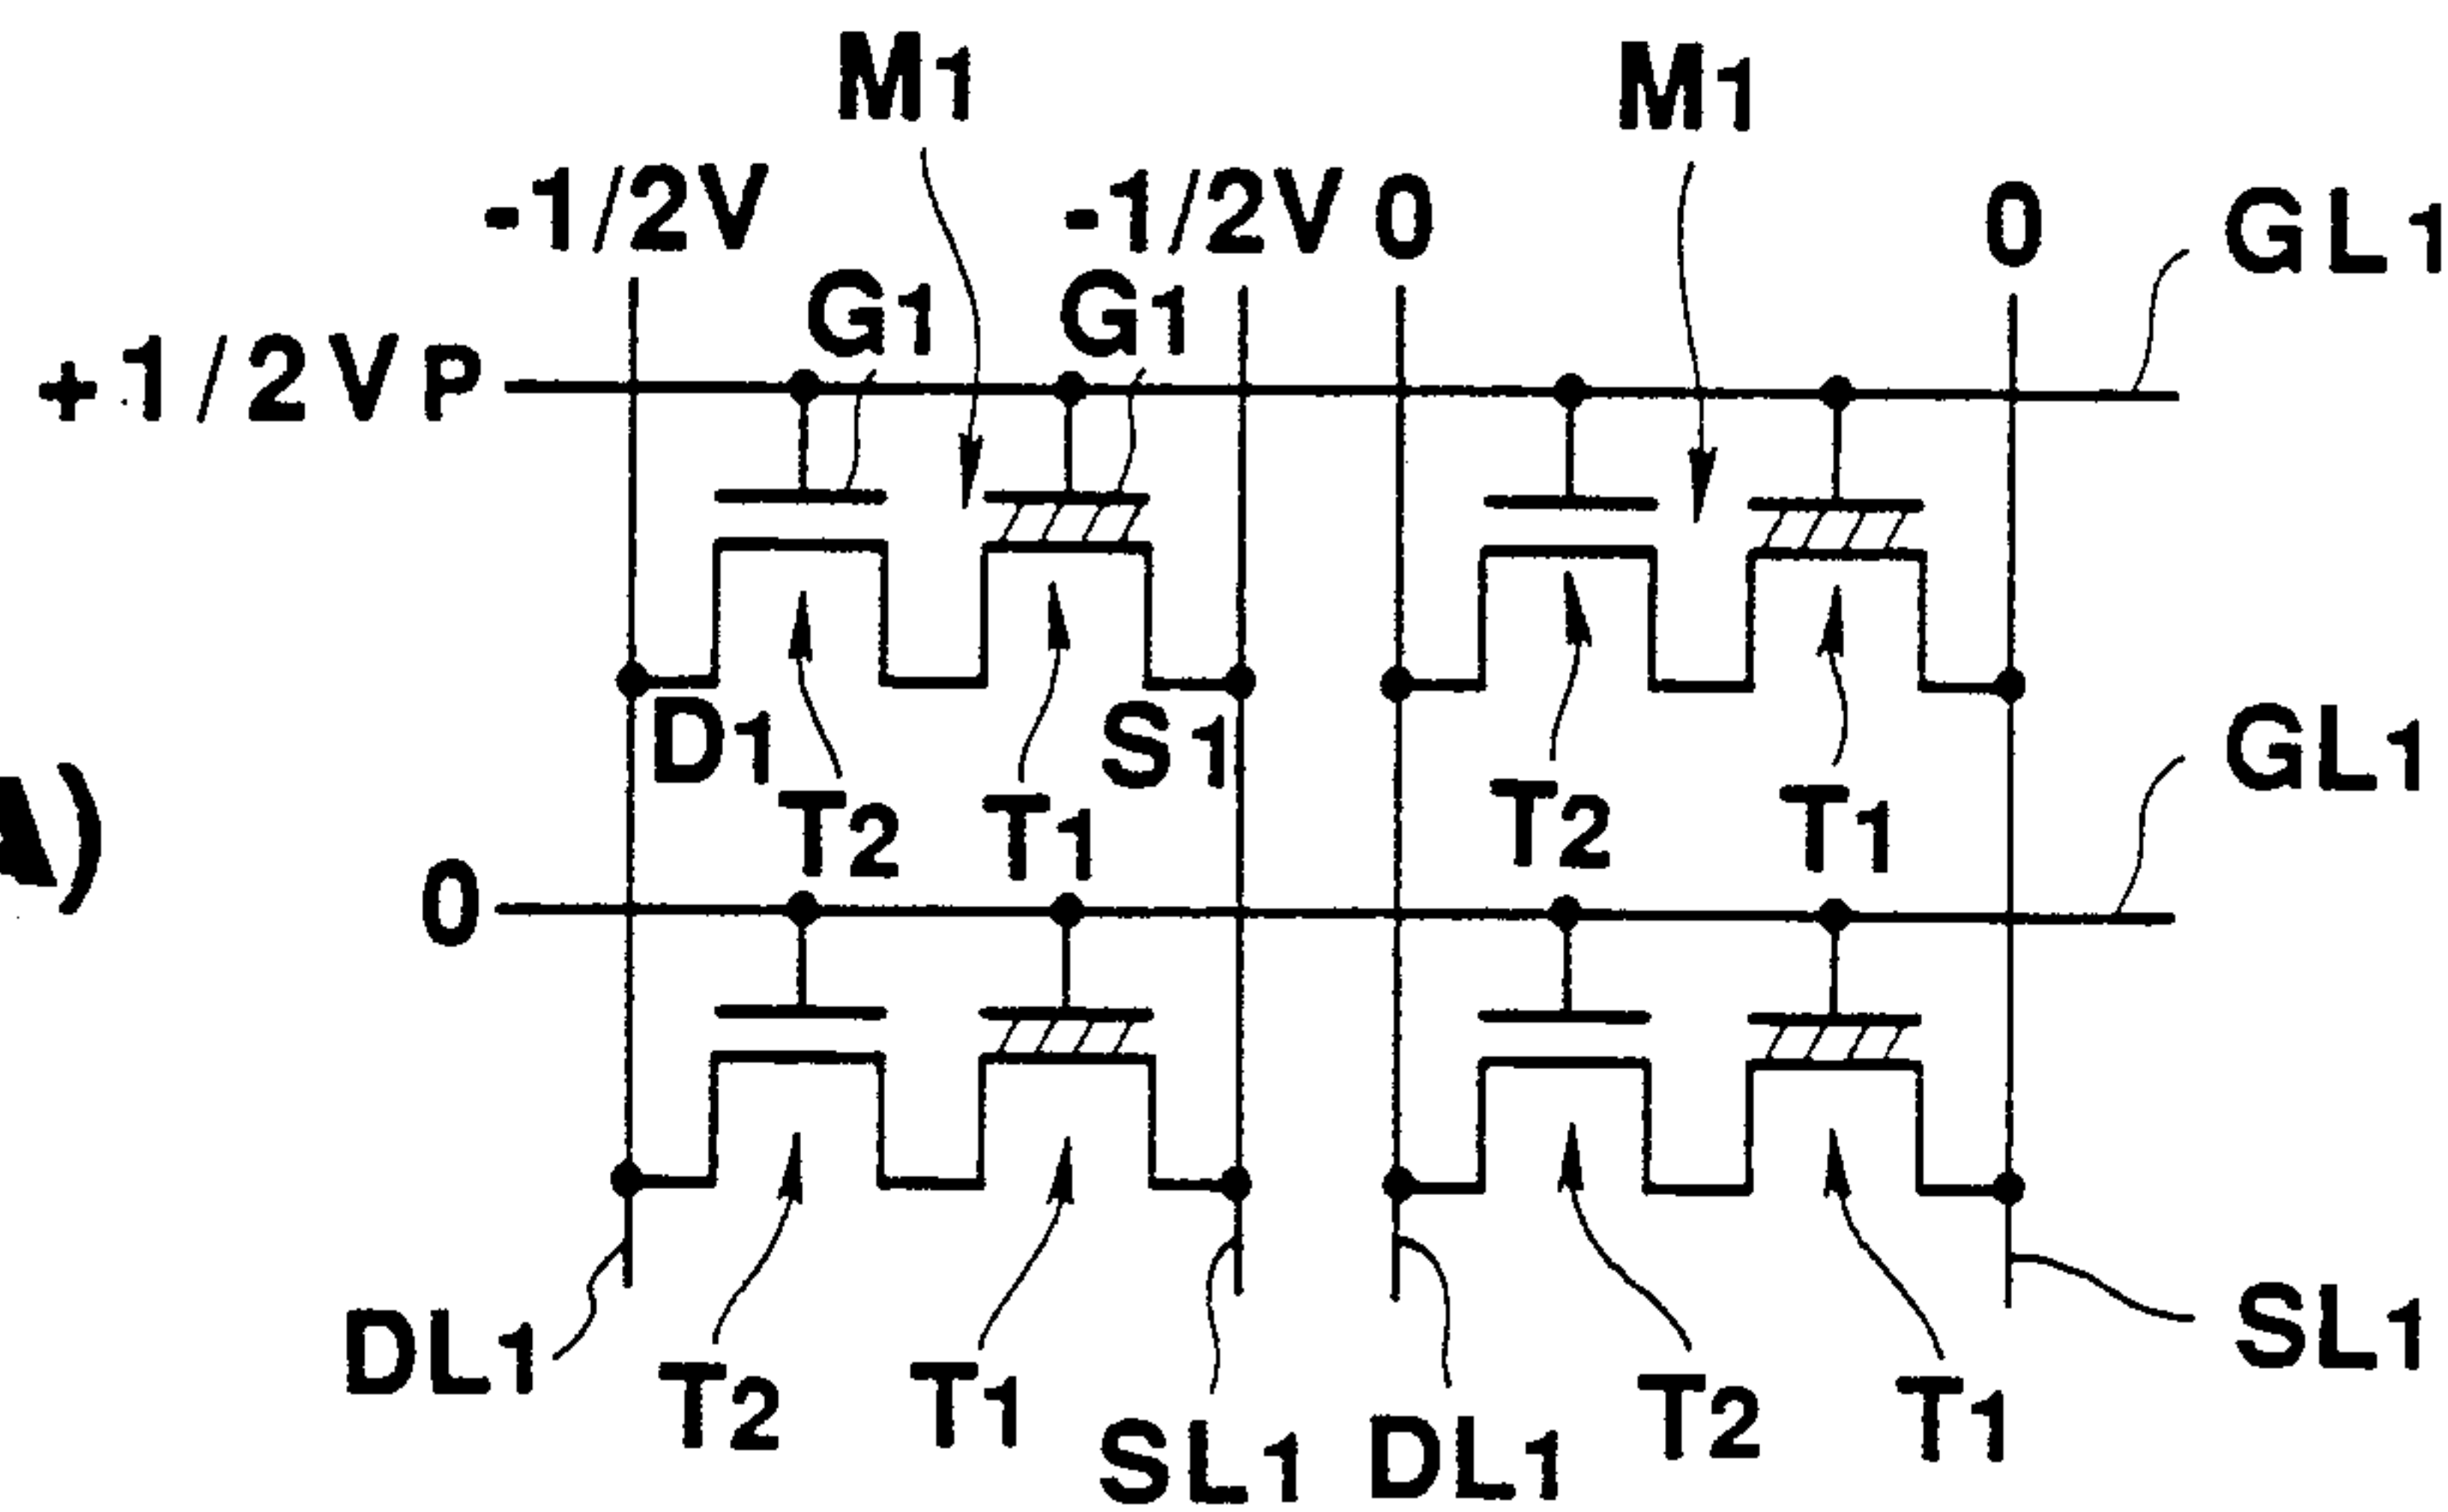 M1 M1
-1/2V -1/2V 0 0 GL1
G1 G1
+1/2VP
D1 S1 GL1
T2 T1 T2 T1
A)
0
DL1 SL1
T2 T1 T2 T1
SL1 DL1